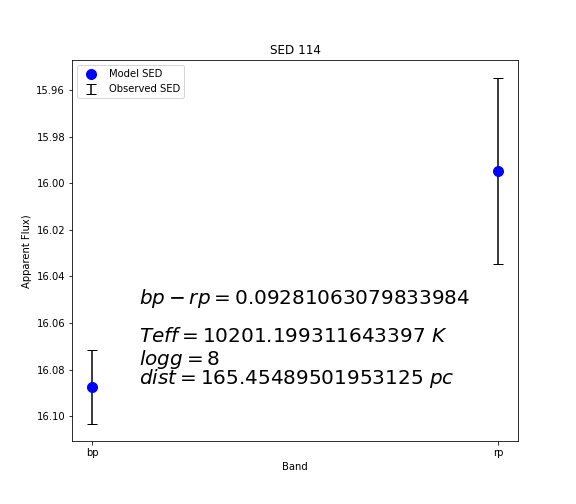 SED 114
Model SED
Observed SED
15.96
15.98
16.00
16.02
16.04
16.06
16.08
16.10
Apparent Flux)
bp − rp = 0.09281063079833984
Teff = 10201.199311643397 K
logg = 8
dist = 165.45489501953125 pc
bp
rp
Band